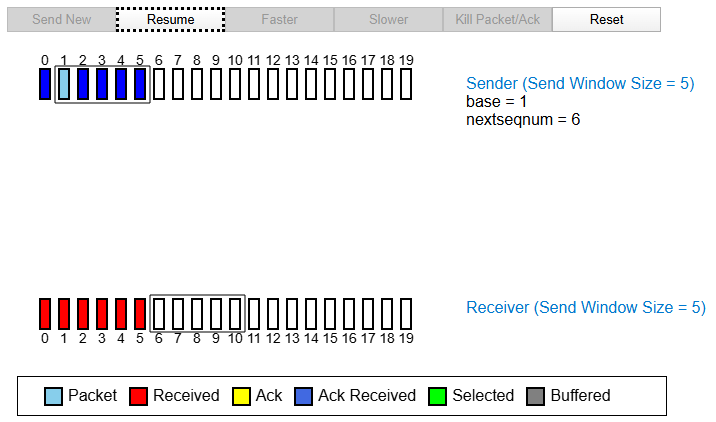 Send New Resume Faster Slower Kill Packet/Ack Reset
0 1 2 3 4 5 6 7 8 9 10 11 12 13 14 15 16 17 18 19
Sender (Send Window Size = 5)
base = 1
nextseqnum = 6
Receiver (Send Window Size = 5)
0 1 2 3 4 5 6 7 8 9 10 11 12 13 14 15 16 17 18 19
Packet Received Ack Ack Received Selected Buffered